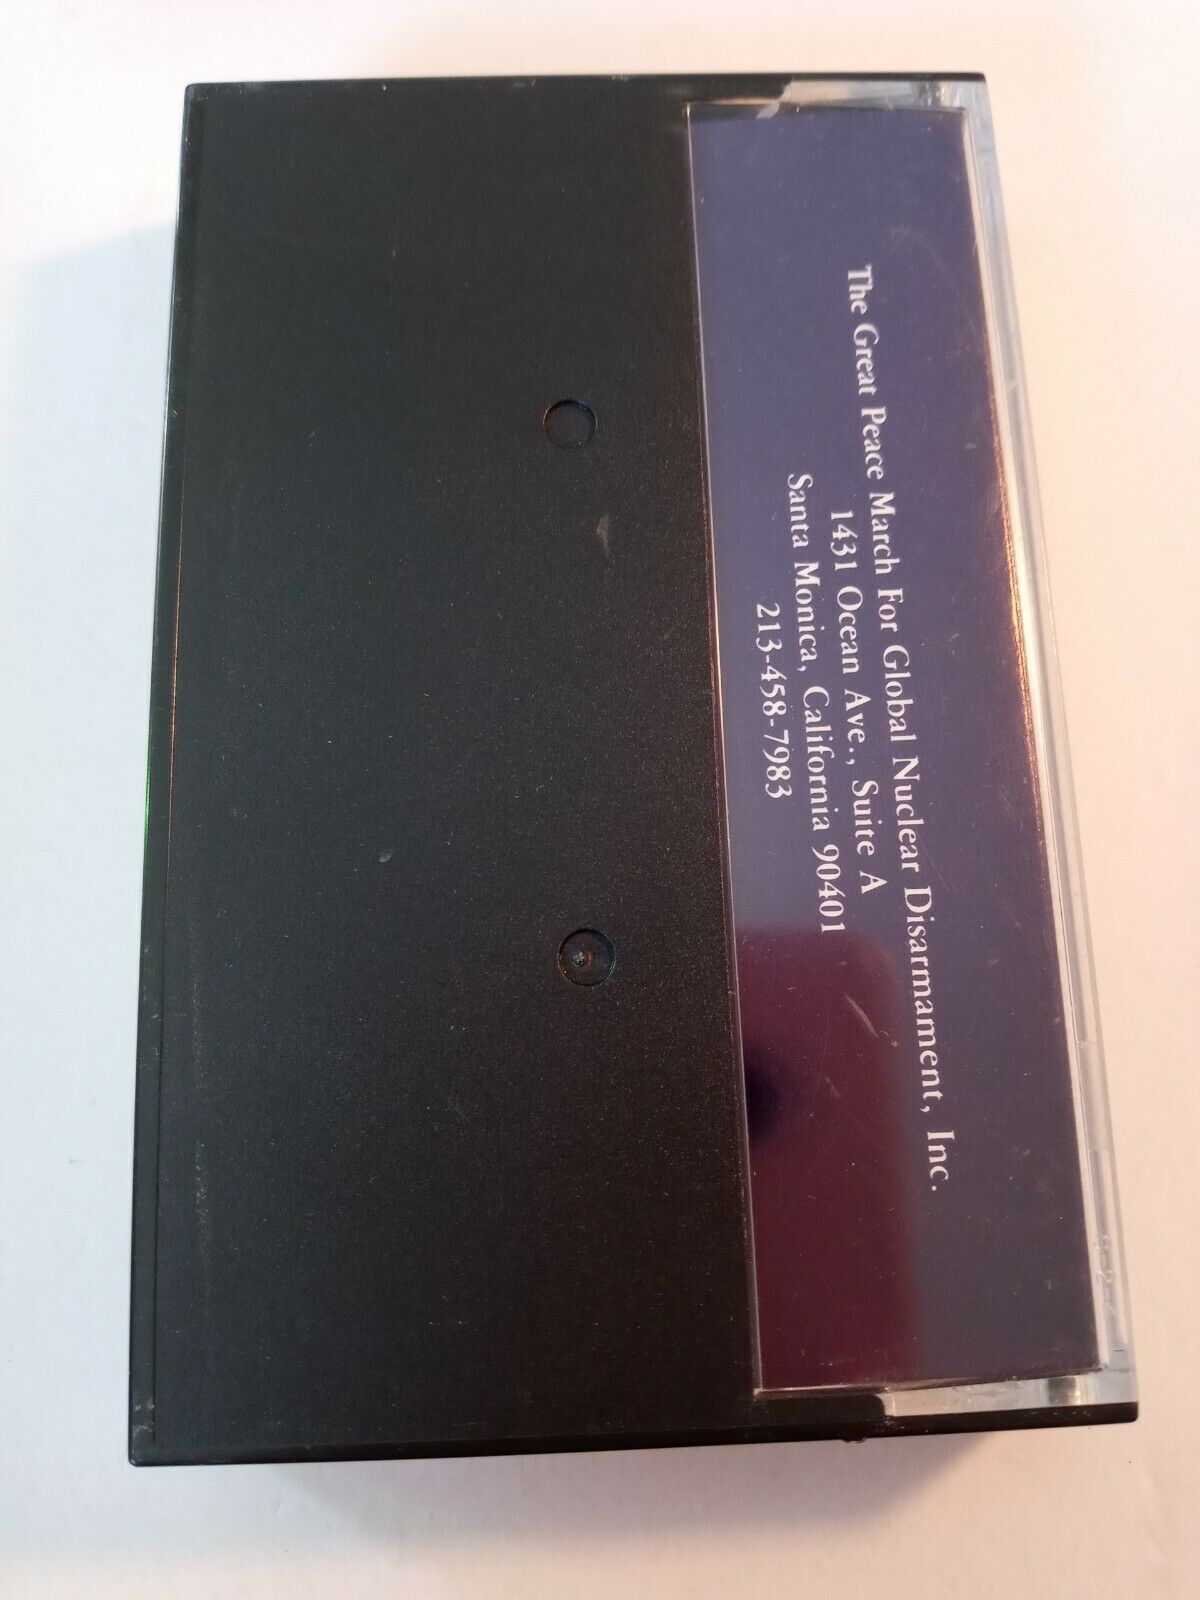 The Great Peace March For Global Nuclear Disarmament, Inc.
1431 Ocean Ave., Suite A
Santa Monica, California 90401
213-458-7983